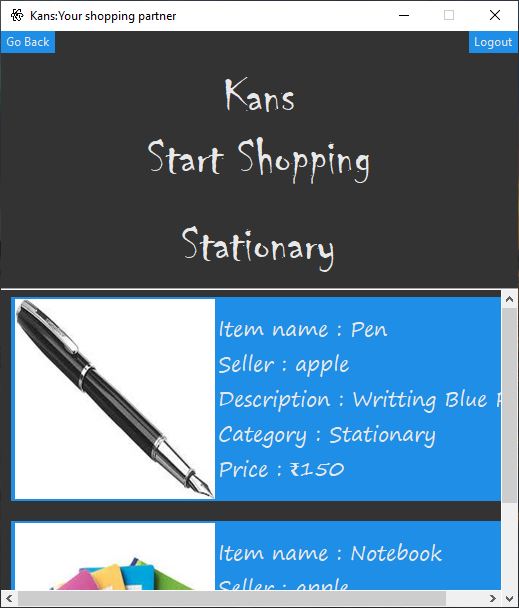 Kans:Your shopping partner
Go Back
Logout
Kans
Start Shopping
Stationary
Item name : Pen
Seller : apple
Description : Writting Blue
Category : Stationary
Price : ₹150
Item name : Notebook
Seller : apple